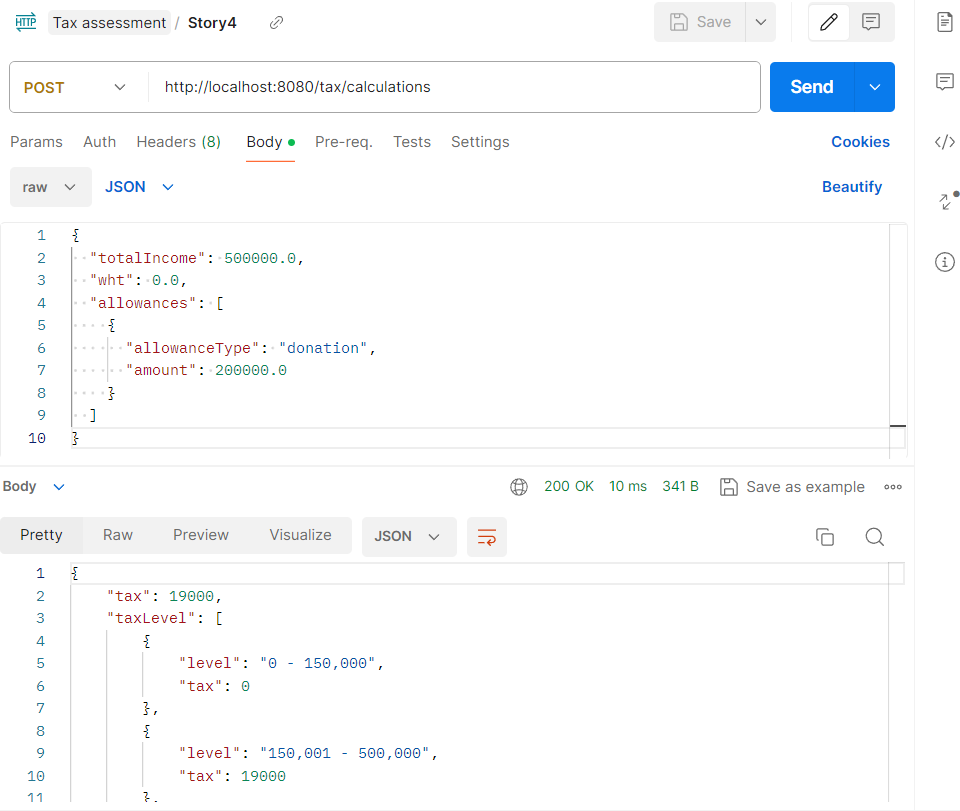 HTTP Tax assessment / Story4 Save
POST http://localhost:8080/tax/calculations Send
Params Auth Headers (8) Body Pre-req. Tests Settings Cookies
raw JSON Beautify
1 {
2 "totalIncome": 500000.0,
3 "wht": 0.0,
4 "allowances": [
5 {
6 "allowanceType": "donation",
7 "amount": 200000.0
8 }
9 ]
10 }
Body 200 OK 10 ms 341 B Save as example
Pretty Raw Preview Visualize JSON
1 {
2 "tax": 19000,
3 "taxLevel": [
4 {
5 "level": "0 - 150,000",
6 "tax": 0
7 },
8 {
9 "level": "150,001 - 500,000",
10 "tax": 19000
11 },